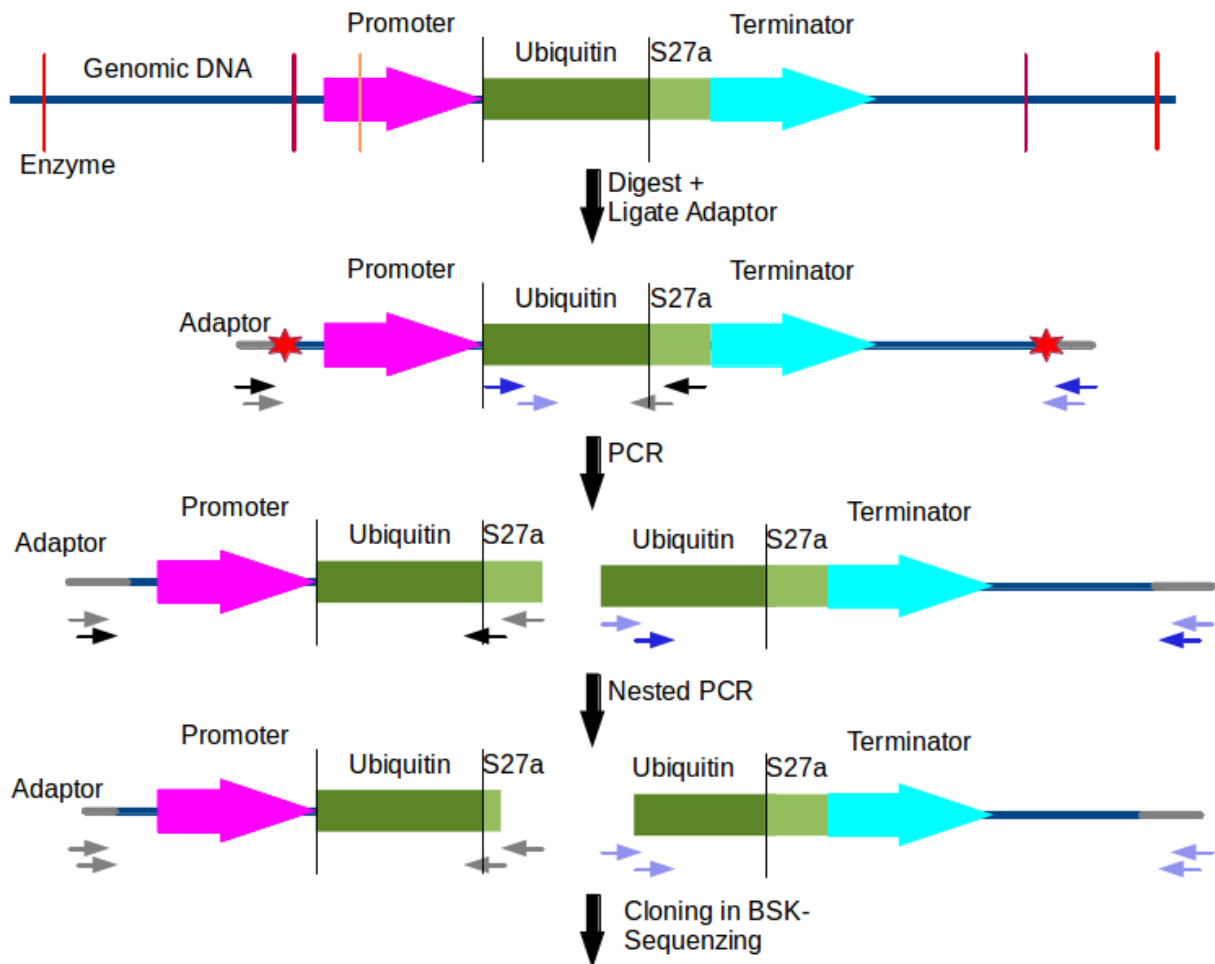 Promoter
Terminator
Genomic DNA
Ubiquitin
S27a
Enzyme
Digest +
Ligate Adaptor
Promoter
Terminator
Adaptor
Ubiquitin
S27a
PCR
Promoter
Terminator
Adaptor
Ubiquitin
S27a
Ubiquitin
S27a
Nested PCR
Promoter
Terminator
Adaptor
Ubiquitin
S27a
Ubiquitin
S27a
Cloning in BSK-
Sequenzing